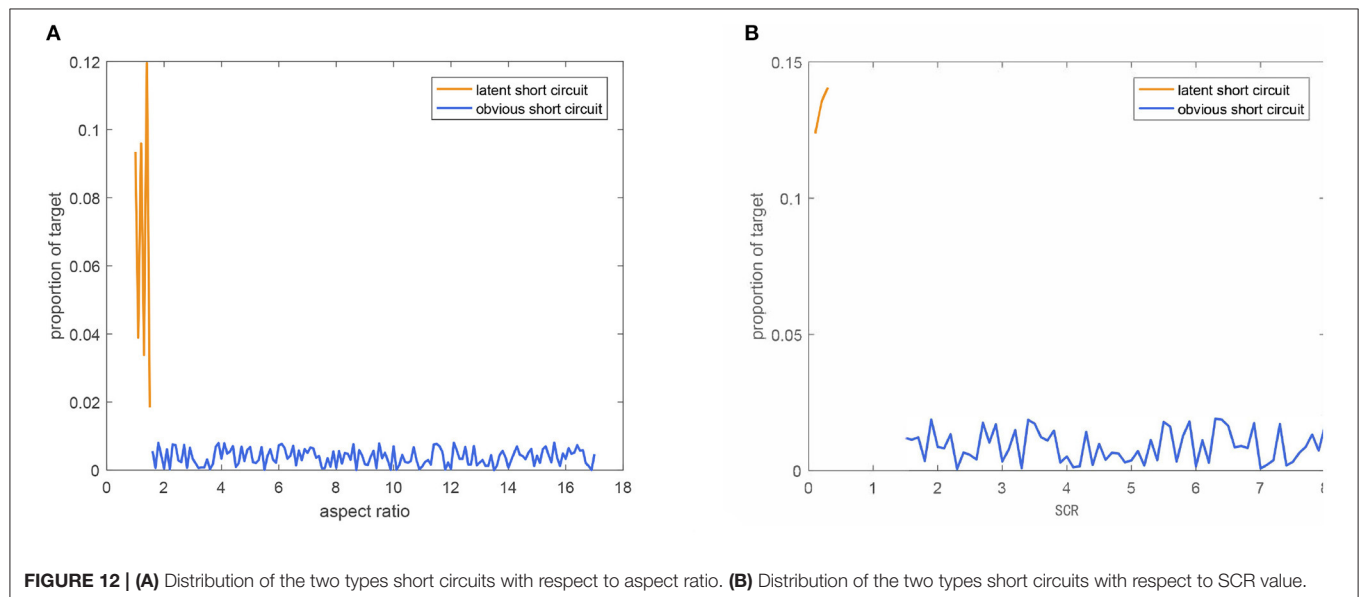 A
0.12
0.1
0.08
0.06
0.04
0.02
0
proportion of target
latent short circuit
obvious short circuit
0 2 4 6 8 10 12 14 16 18
aspect ratio
B
0.15
0.1
0.05
0
proportion of target
latent short circuit
obvious short circuit
0 1 2 3 4 5 6 7 8
SCR
FIGURE 12 | (A) Distribution of the two types short circuits with respect to aspect ratio. (B) Distribution of the two types short circuits with respect to SCR value.